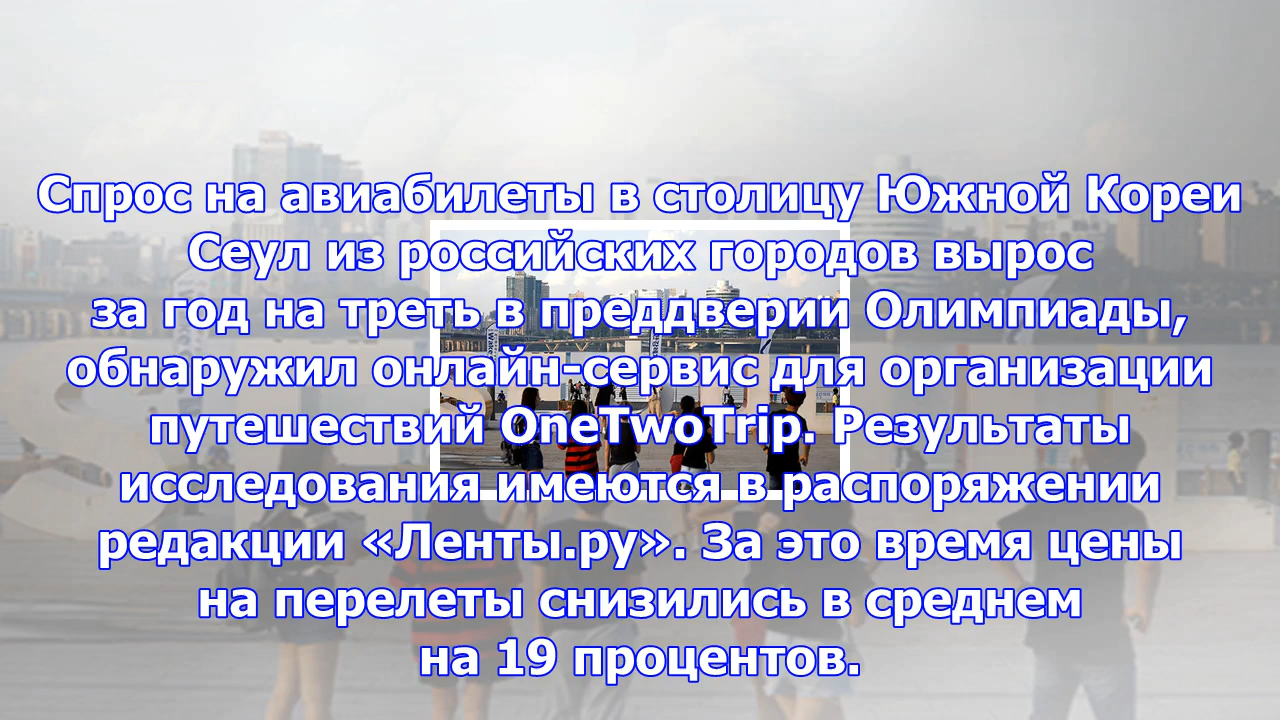 Спрос на авиабилеты в столицу Южной Кореи
Сеул из российских городов вырос
за год на треть в преддверии Олимпиады,
обнаружил онлайн-сервис для организации
путешествий OneTwoTrip. Результаты
исследования имеются в распоряжении
редакции «Ленты.ру». За это время цены
на перелеты снизились в среднем
на 19 процентов.